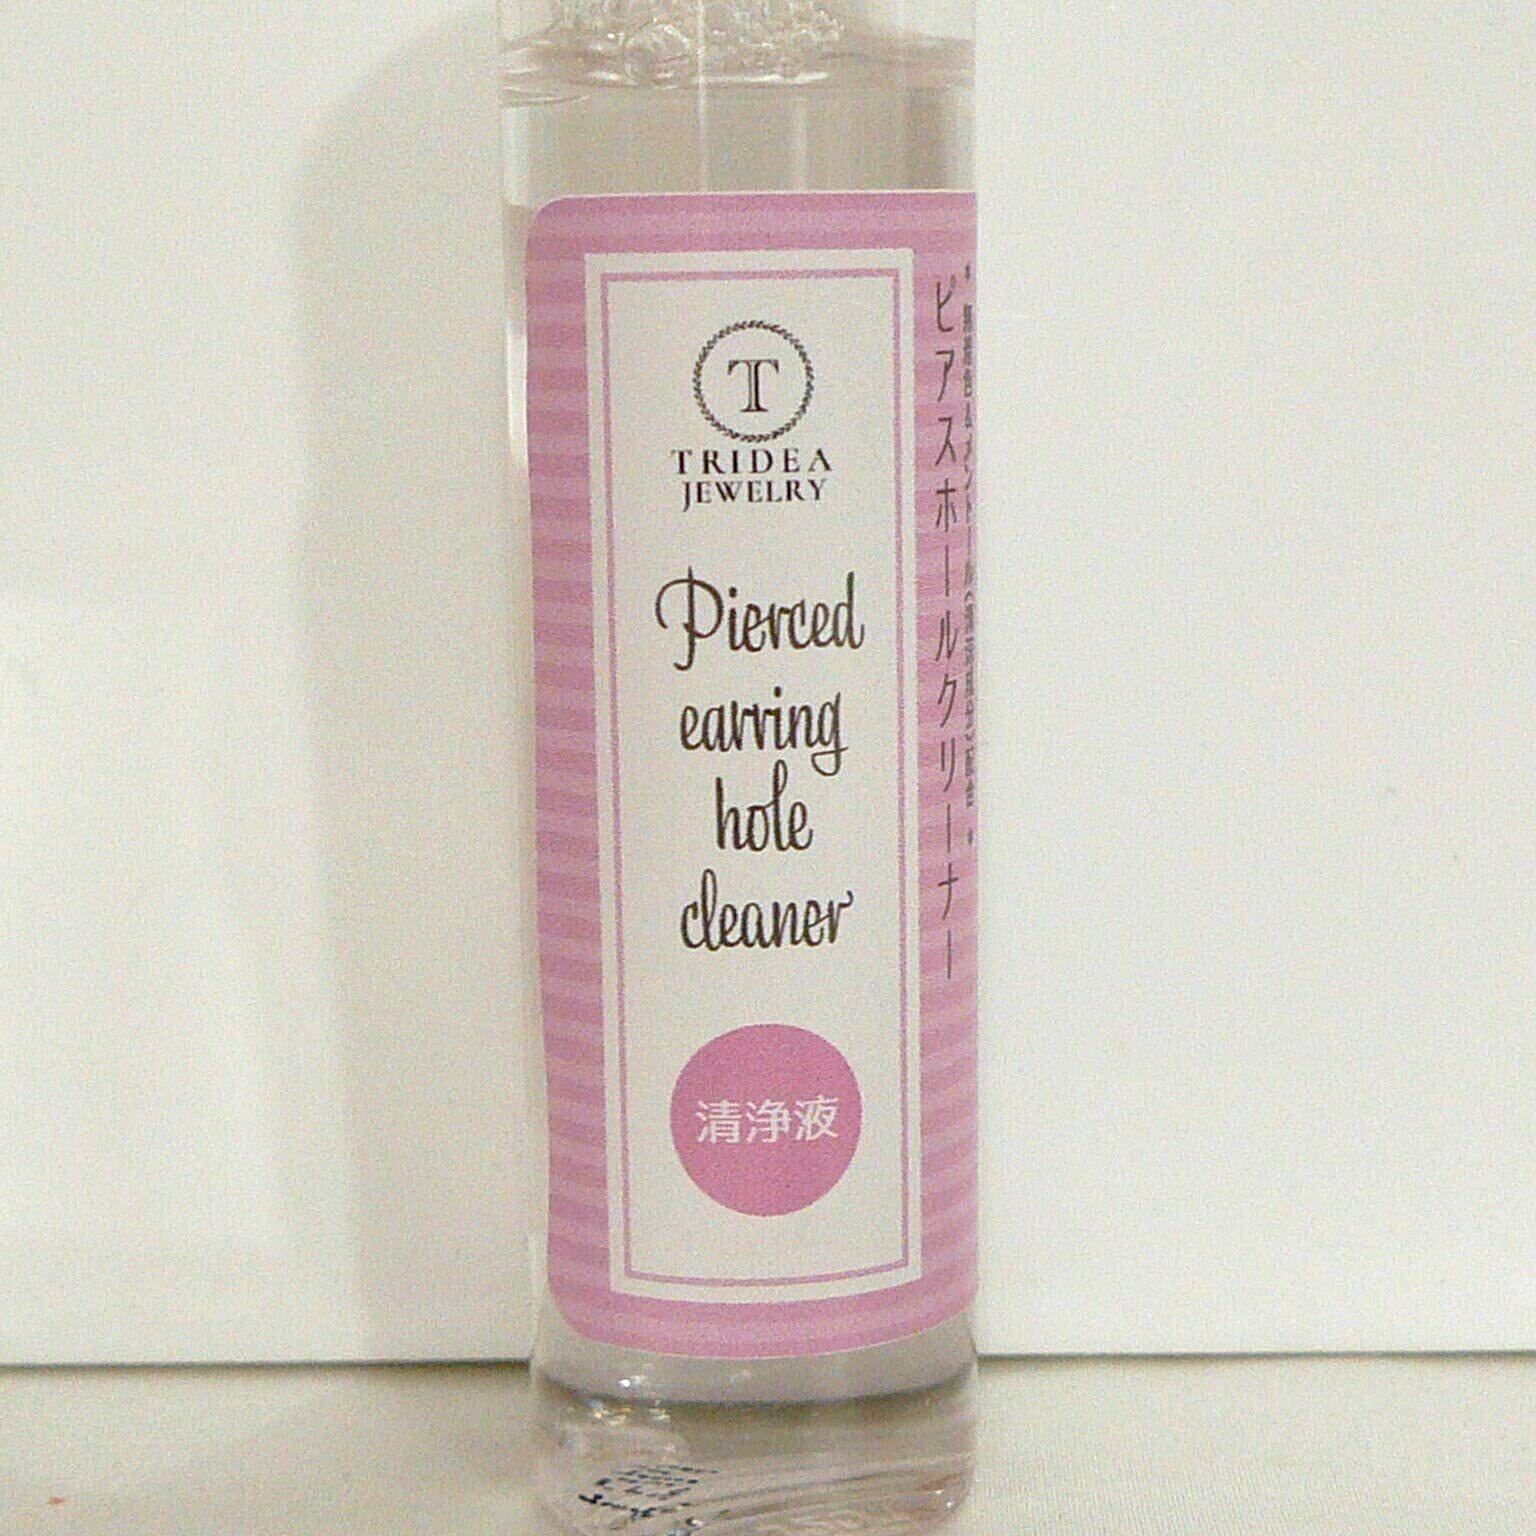 T
TRIDEA
JEWELRY
Pierced
earring
hole
cleaner
清浄液
ピアスホールクリーナー